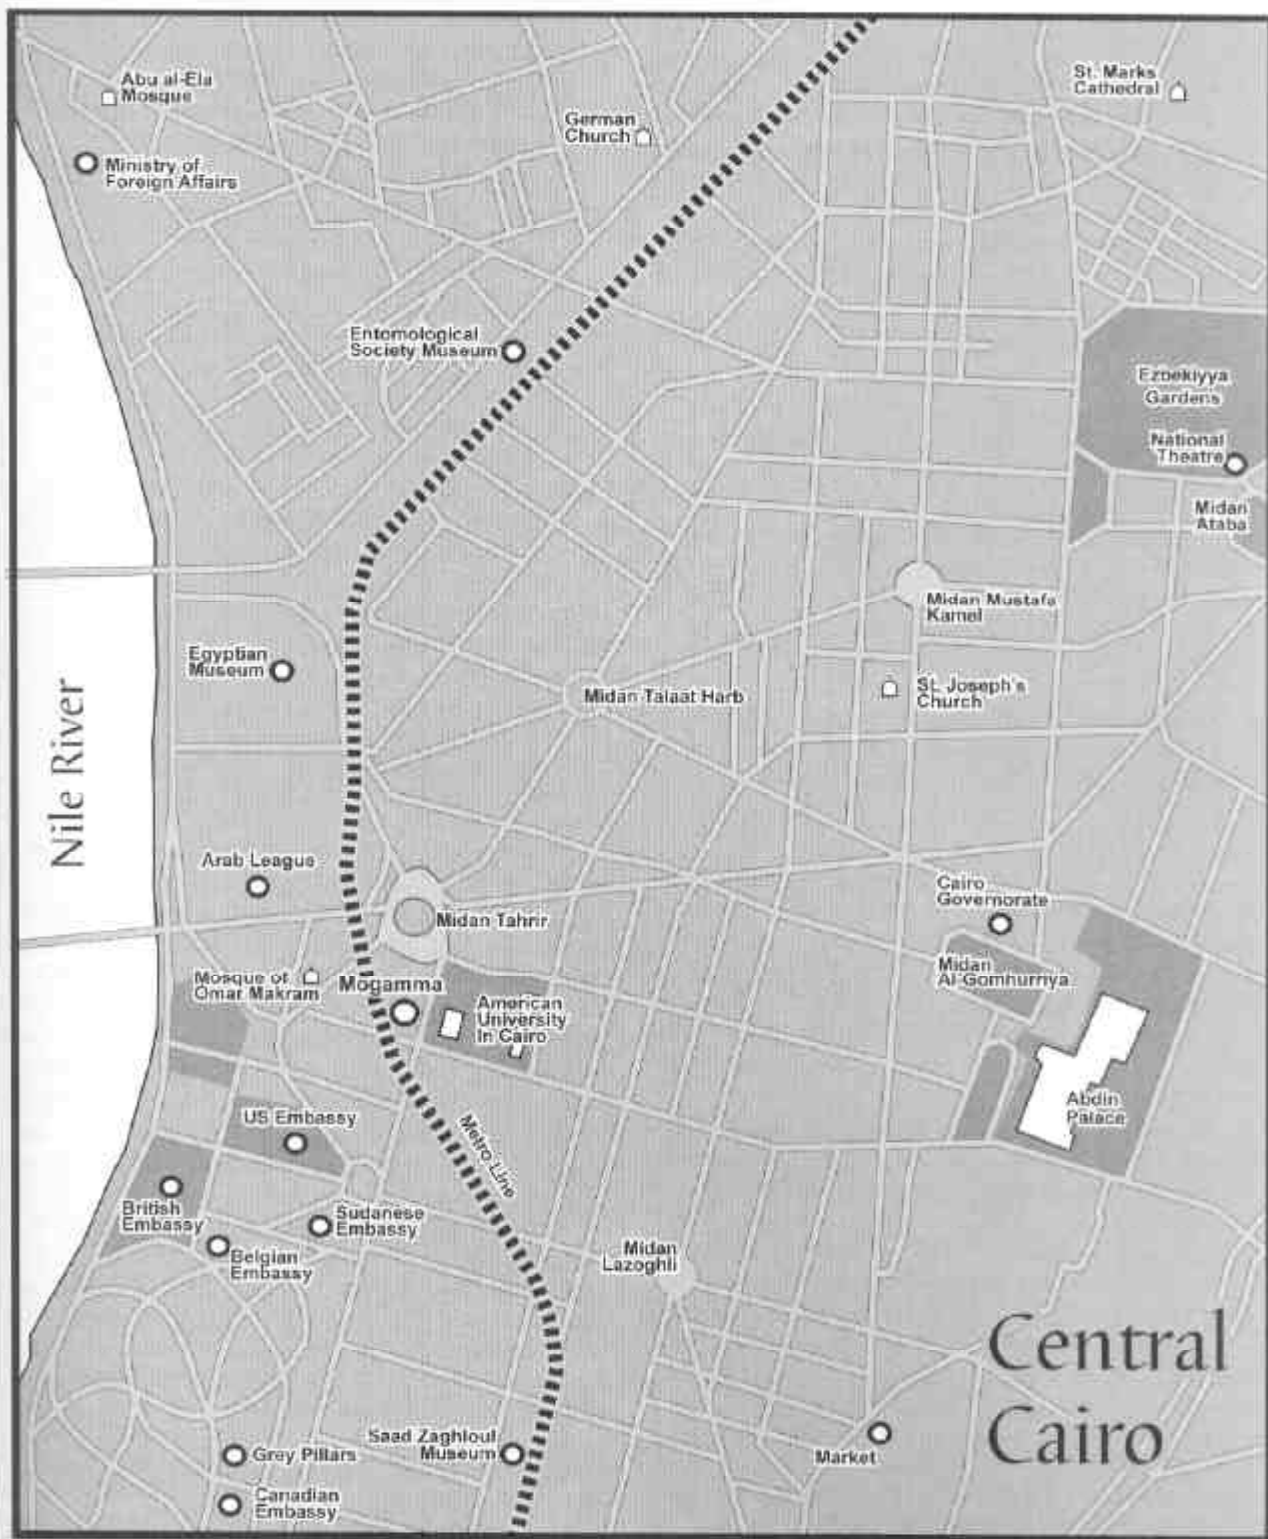 Abu al-Ela
Mosque
St. Marks
Cathedral
German
Church
Ministry of
Foreign Affairs
Entomological
Society Museum
Ezbekiyya
Gardens
National
Theatre
Midan
Ataba
Midan Mustafa
Kamel
Egyptian
Museum
Midan Talaat Harb
St. Joseph's
Church
Nile River
Arab League
Cairo
Governorate
Midan Tahrir
Midan
Al-Gomhurriya
Mosque of
Omar Makram
Mogamma
American
University
In Cairo
Abdin
Palace
US Embassy
Metro Line
British
Embassy
Sudanese
Embassy
Belgian
Embassy
Midan
Lazoghli
Central
Cairo
Saad Zaghloul
Museum
Grey Pillars
Market
Canadian
Embassy